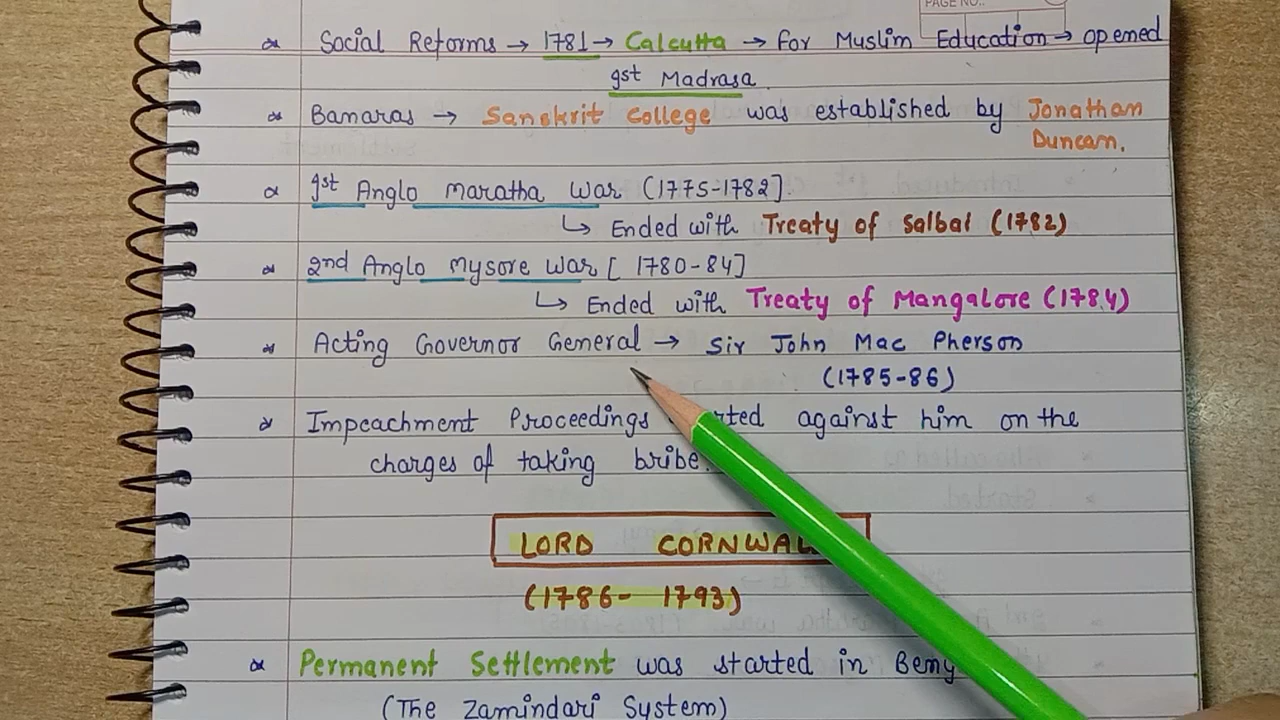 PAGE NO.:
Social Reforms → 1781 → Calcutta → for Muslim Education → opened
1st Madrasa.
Banaras → Sanskrit College was established by Jonathan
Duncan.
1st Anglo Maratha War (1775-1782].
↳ Ended with Treaty of Salbai (1782)
2nd Anglo Mysore War [ 1780-84]
↳ Ended with Treaty of Mangalore (1784)
Acting Governor General → Sir John Mac Pherson
(1785-86)
Impeachment Proceedings against him on the
charges of taking bribe.
LORD
(1786- 1793)
Permanent Settlement was started in
(The Zamindari System)